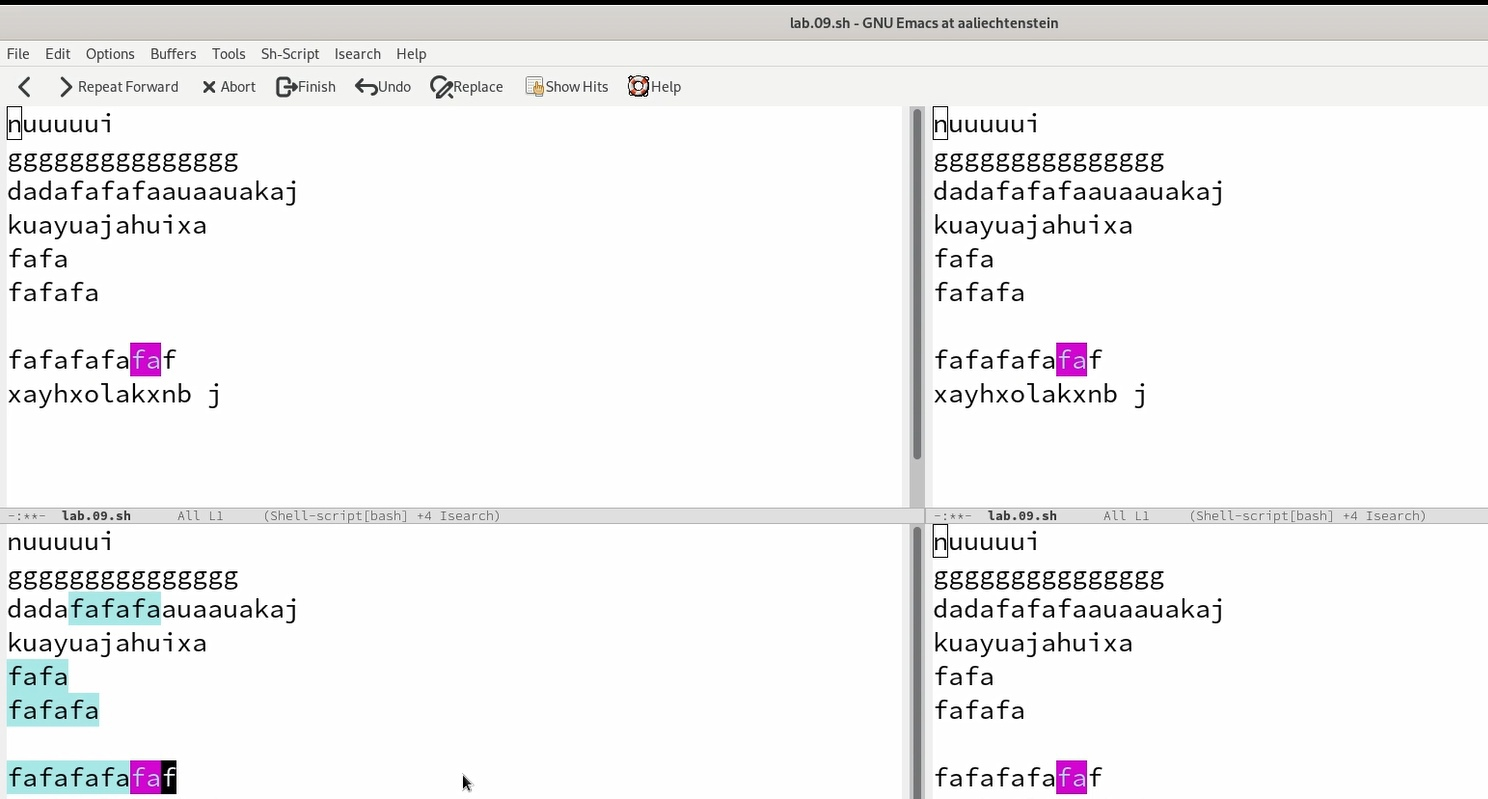 lab.09.sh - GNU Emacs at aaliechtenstein
File Edit Options Buffers Tools Sh-Script Isearch Help
Repeat Forward Abort Finish Undo Replace Show Hits Help
nuuuuui
ggggggggggggggg
dadafafafaauaauakaj
kuayuajahuixa
fafa
fafafa
fafafafafaf
xayhxolakxnb j
-:**- lab.09.sh All L1 (Shell-script[bash] +4 Isearch)
nuuuuui
ggggggggggggggg
dadafafafaauaauakaj
kuayuajahuixa
fafa
fafafa
fafafafafaf
xayhxolakxnb j
-:**- lab.09.sh All L1 (Shell-script[bash] +4 Isearch)
nuuuuui
ggggggggggggggg
dadafafafaauaauakaj
kuayuajahuixa
fafa
fafafa
fafafafafaf
nuuuuui
ggggggggggggggg
dadafafafaauaauakaj
kuayuajahuixa
fafa
fafafa
fafafafafaf